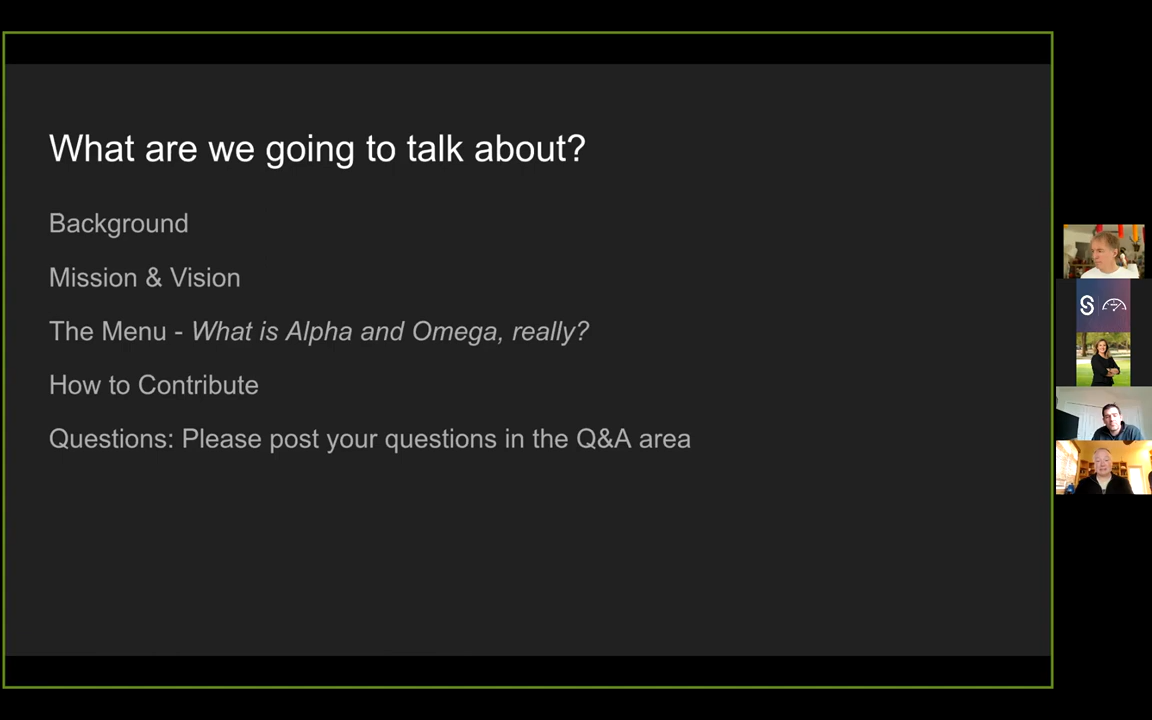 What are we going to talk about?
Background
Mission & Vision
The Menu - What is Alpha and Omega, really?
How to Contribute
Questions: Please post your questions in the Q&A area